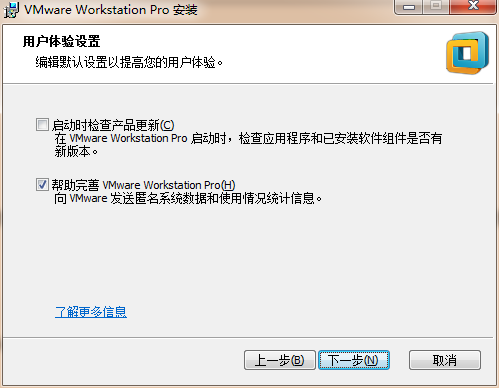 VMware Workstation Pro 安装
用户体验设置
编辑默认设置以提高您的用户体验。
启动时检查产品更新(C)
在 VMware Workstation Pro 启动时，检查应用程序和已安装软件组件是否有
新版本。
帮助完善 VMware Workstation Pro(H)
向 VMware 发送匿名系统数据和使用情况统计信息。
了解更多信息
上一步(B) 下一步(N) 取消